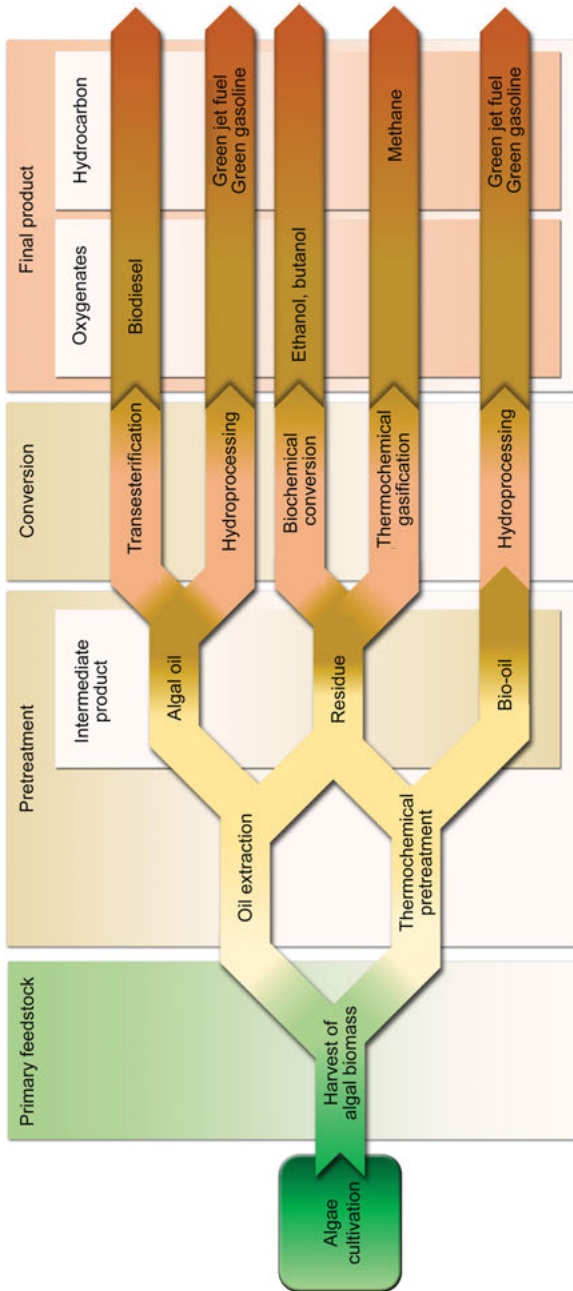 Primary feedstock
Pretreatment
Conversion
Final product
Intermediate
product
Oxygenates
Hydrocarbon
Algae
cultivation
Harvest of
algal biomass
Oil extraction
Thermochemical
pretreatment
Algal oil
Residue
Bio-oil
Transesterification
Hydroprocessing
Biochemical
conversion
Thermochemical
gasification
Hydroprocessing
Biodiesel
Green jet fuel
Green gasoline
Ethanol, butanol
Methane
Green jet fuel
Green gasoline